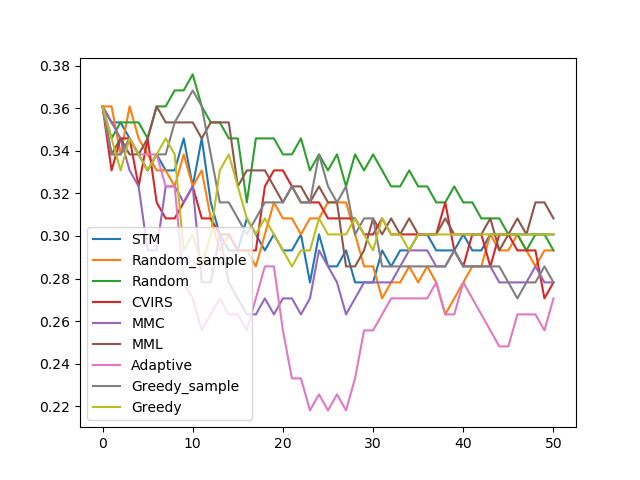 0.38
0.36
0.34
0.32
0.30
0.28
0.26
0.24
0.22
STM
Random_sample
Random
CVIRS
MMC
MML
Adaptive
Greedy_sample
Greedy
0 10 20 30 40 50